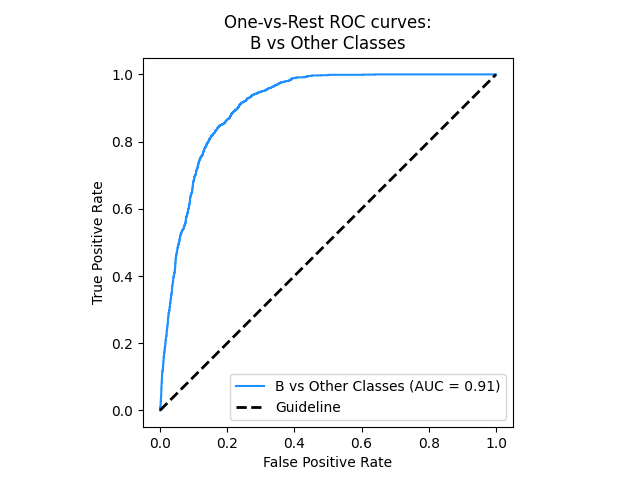 One-vs-Rest ROC curves:
B vs Other Classes
1.0
0.8
0.6
0.4
0.2
0.0
True Positive Rate
B vs Other Classes (AUC = 0.91)
Guideline
0.0 0.2 0.4 0.6 0.8 1.0
False Positive Rate